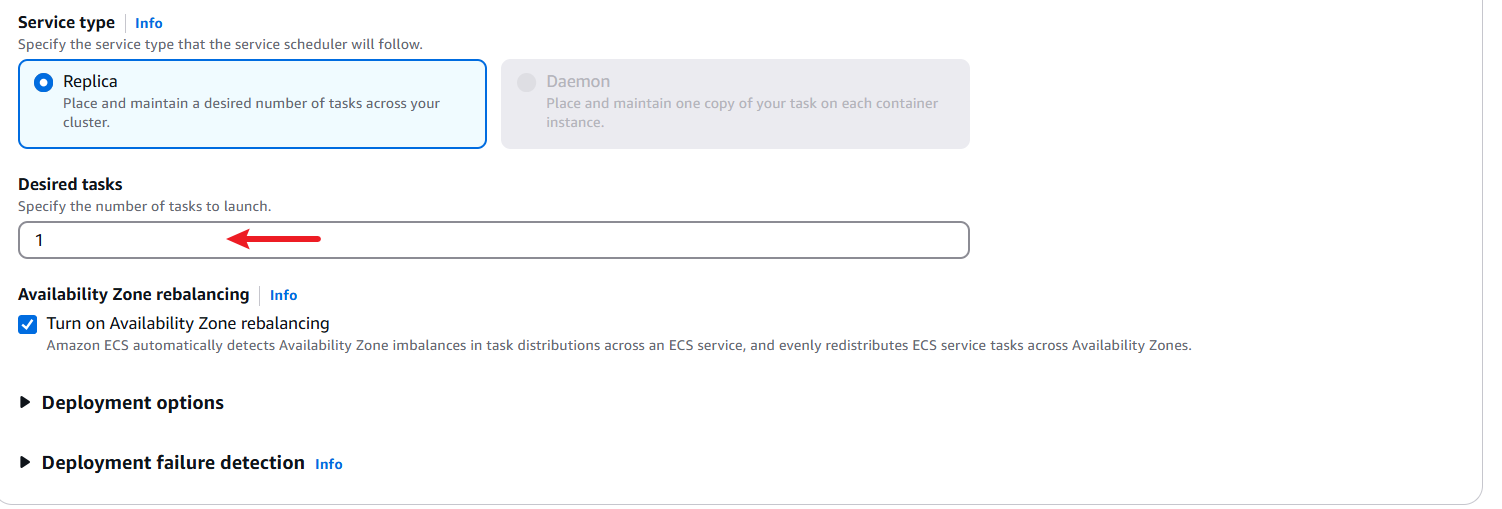 Service type Info
Specify the service type that the service scheduler will follow.
Replica
Place and maintain a desired number of tasks across your
cluster.
Daemon
Place and maintain one copy of your task on each container
instance.
Desired tasks
Specify the number of tasks to launch.
1
Availability Zone rebalancing Info
Turn on Availability Zone rebalancing
Amazon ECS automatically detects Availability Zone imbalances in task distributions across an ECS service, and evenly redistributes ECS service tasks across Availability Zones.
Deployment options
Deployment failure detection Info